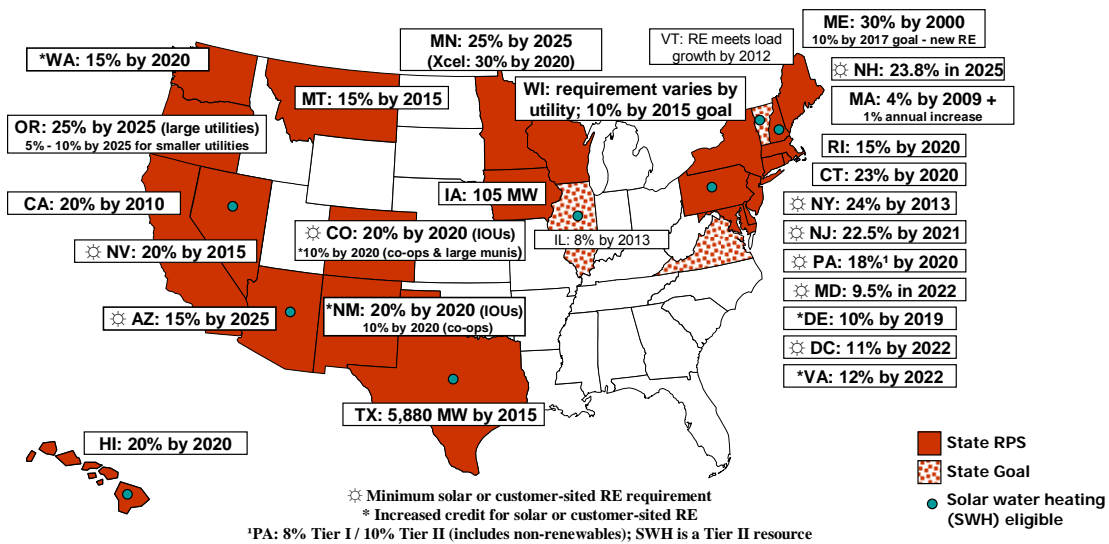 ME: 30% by 2000
10% by 2017 goal - new RE
MN: 25% by 2025
(Xcel: 30% by 2020)
VT: RE meets load
growth by 2012
*WA: 15% by 2020
☼ NH: 23.8% in 2025
MT: 15% by 2015
WI: requirement varies by
utility; 10% by 2015 goal
MA: 4% by 2009 +
1% annual increase
OR: 25% by 2025 (large utilities)
5% - 10% by 2025 for smaller utilities
RI: 15% by 2020
CT: 23% by 2020
IA: 105 MW
CA: 20% by 2010
☼ NY: 24% by 2013
☼ CO: 20% by 2020 (IOUs)
*10% by 2020 (co-ops & large munis)
IL: 8% by 2013
☼ NJ: 22.5% by 2021
☼ NV: 20% by 2015
☼ PA: 18%¹ by 2020
☼ MD: 9.5% in 2022
*NM: 20% by 2020 (IOUs)
10% by 2020 (co-ops)
☼ AZ: 15% by 2025
*DE: 10% by 2019
☼ DC: 11% by 2022
*VA: 12% by 2022
TX: 5,880 MW by 2015
HI: 20% by 2020
State RPS
State Goal
Solar water heating
(SWH) eligible
☼ Minimum solar or customer-sited RE requirement
* Increased credit for solar or customer-sited RE
¹PA: 8% Tier I / 10% Tier II (includes non-renewables); SWH is a Tier II resource